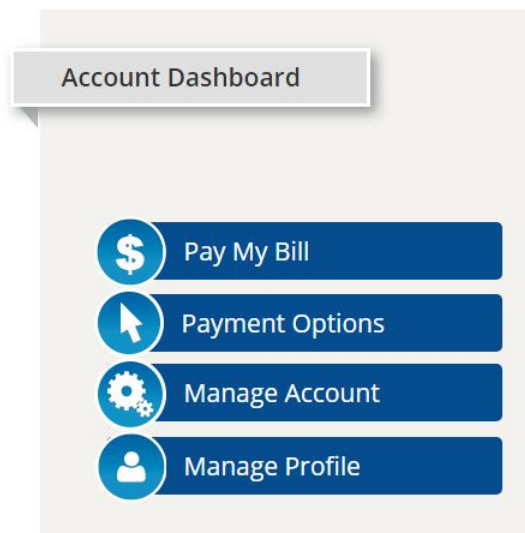 Account Dashboard
$
Pay My Bill
Payment Options
Manage Account
Manage Profile